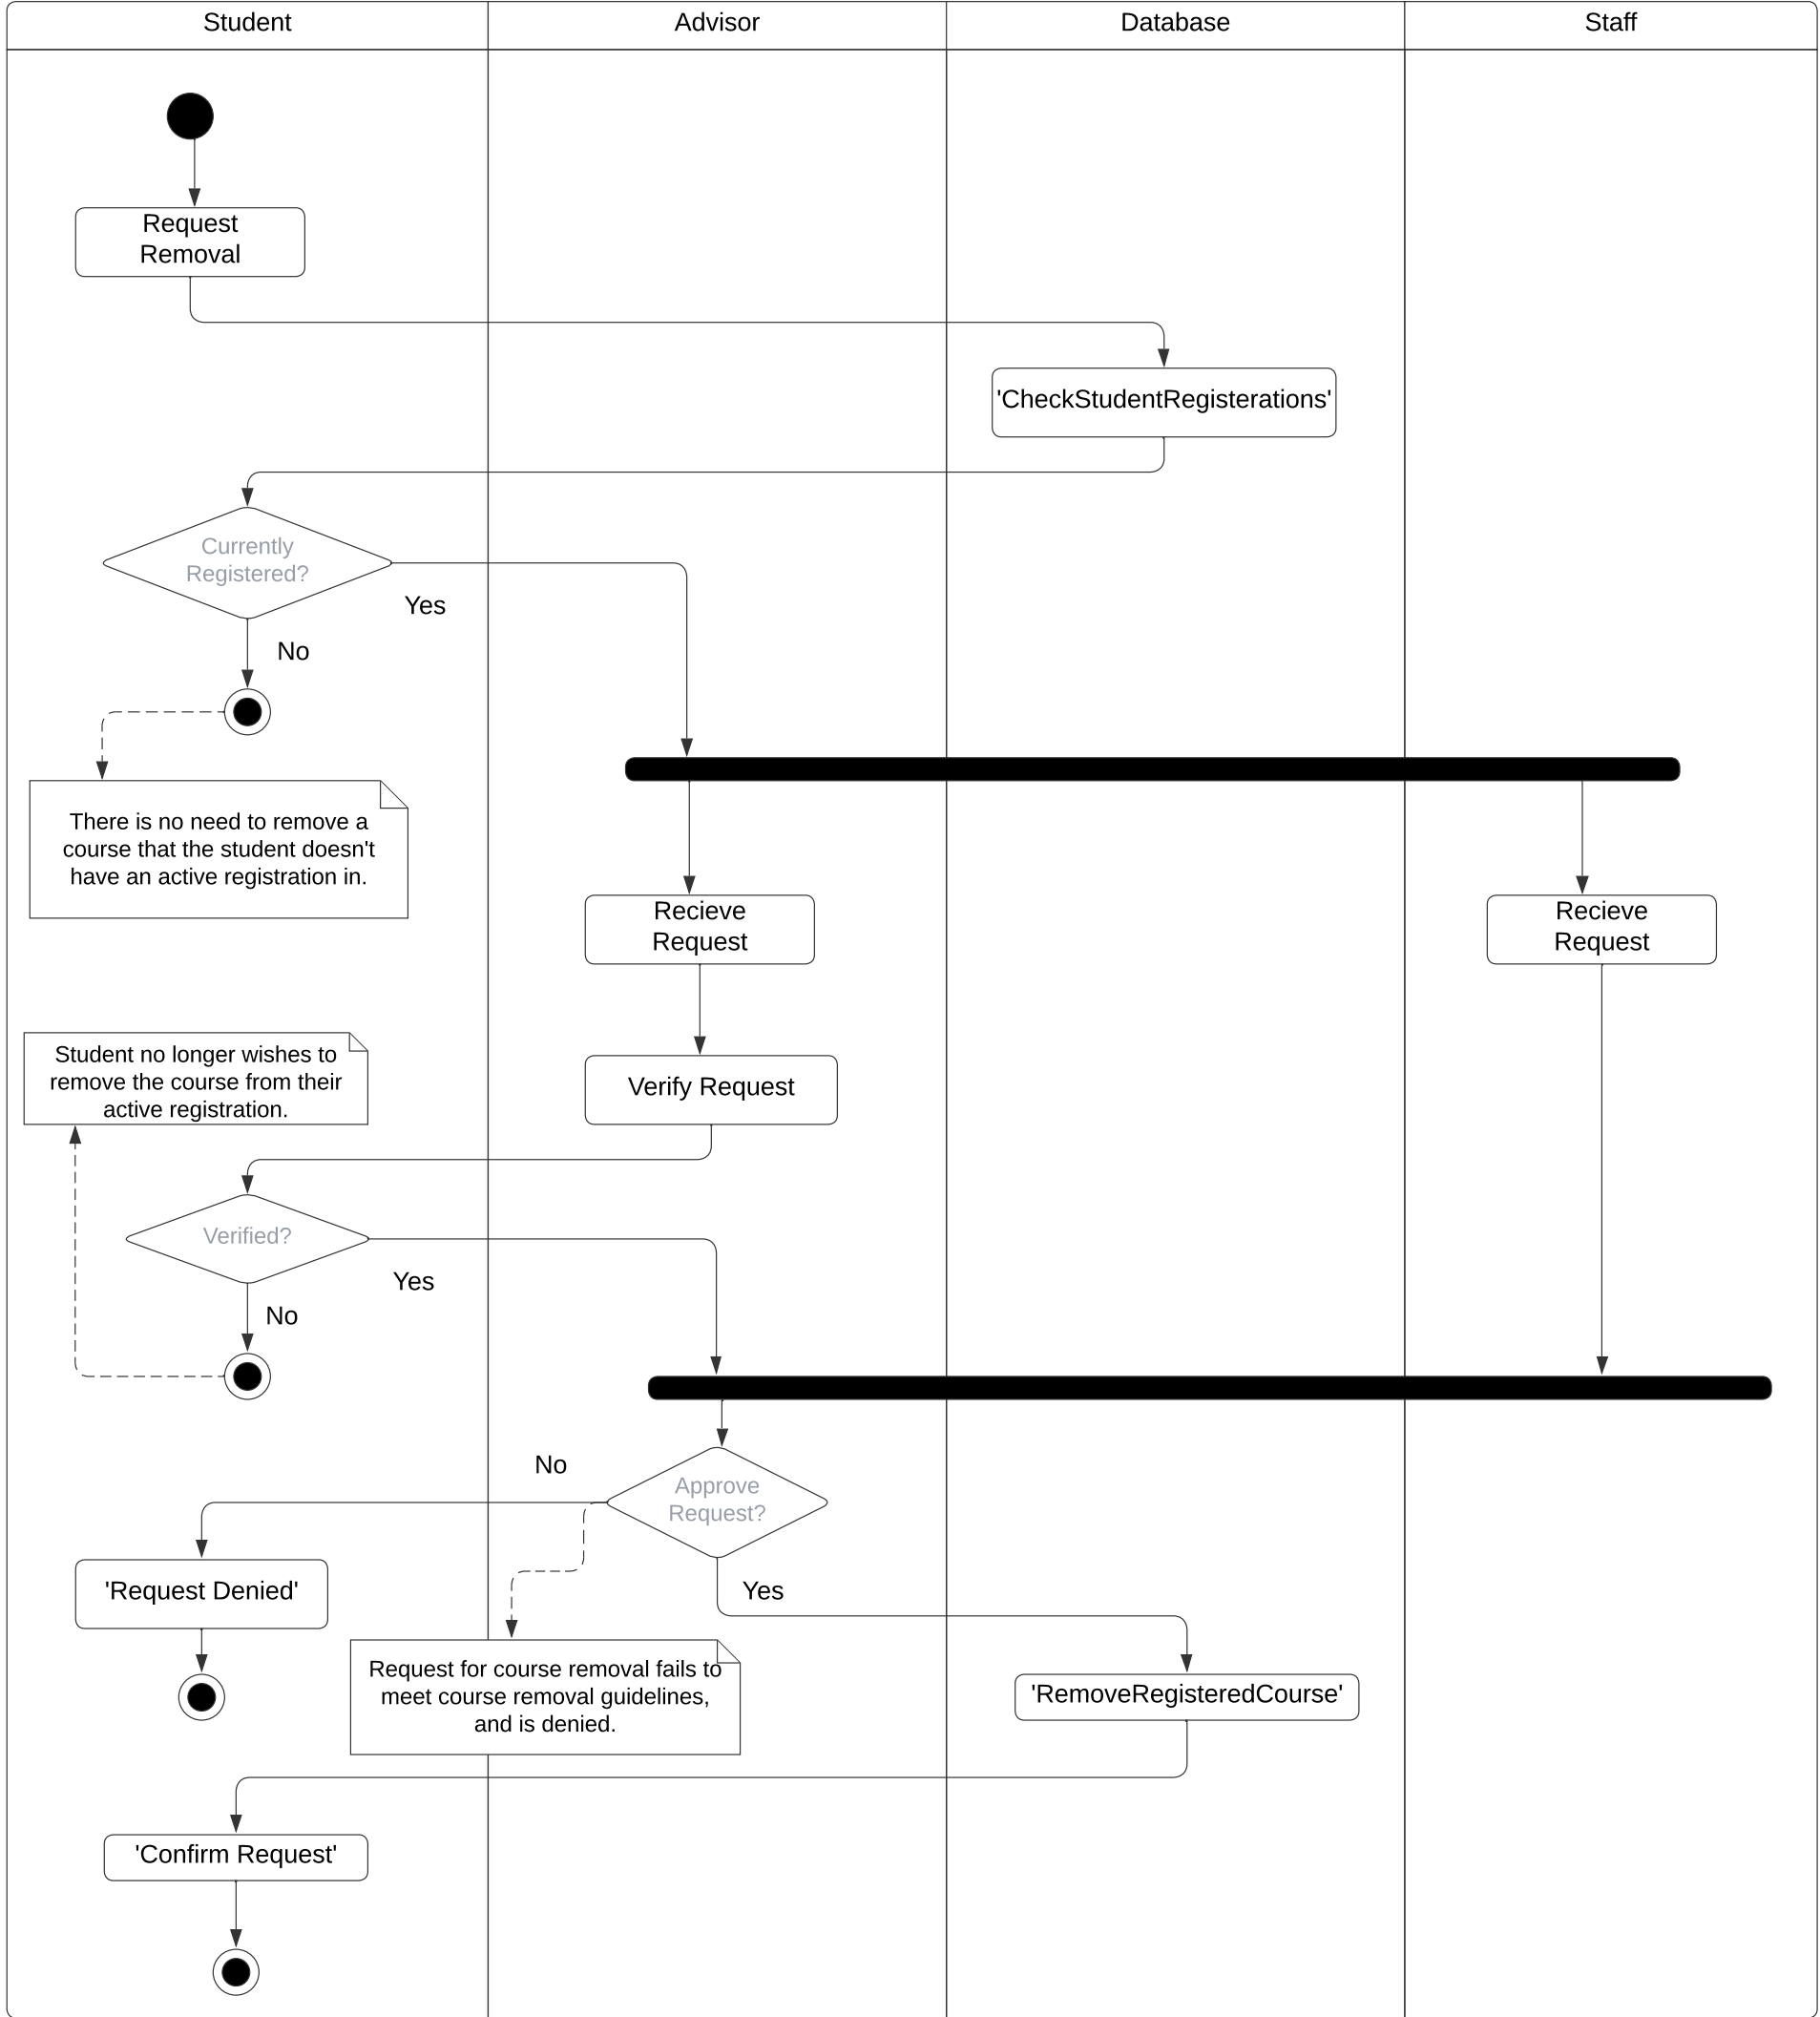 Student
Advisor
Database
Staff
Request
Removal
'CheckStudentRegisterations'
Currently
Registered?
Yes
No
There is no need to remove a
course that the student doesn't
have an active registration in.
Recieve
Request
Recieve
Request
Student no longer wishes to
remove the course from their
active registration.
Verify Request
Verified?
Yes
No
No
Approve
Request?
'Request Denied'
Yes
Request for course removal fails to
meet course removal guidelines,
and is denied.
'RemoveRegisteredCourse'
'Confirm Request'